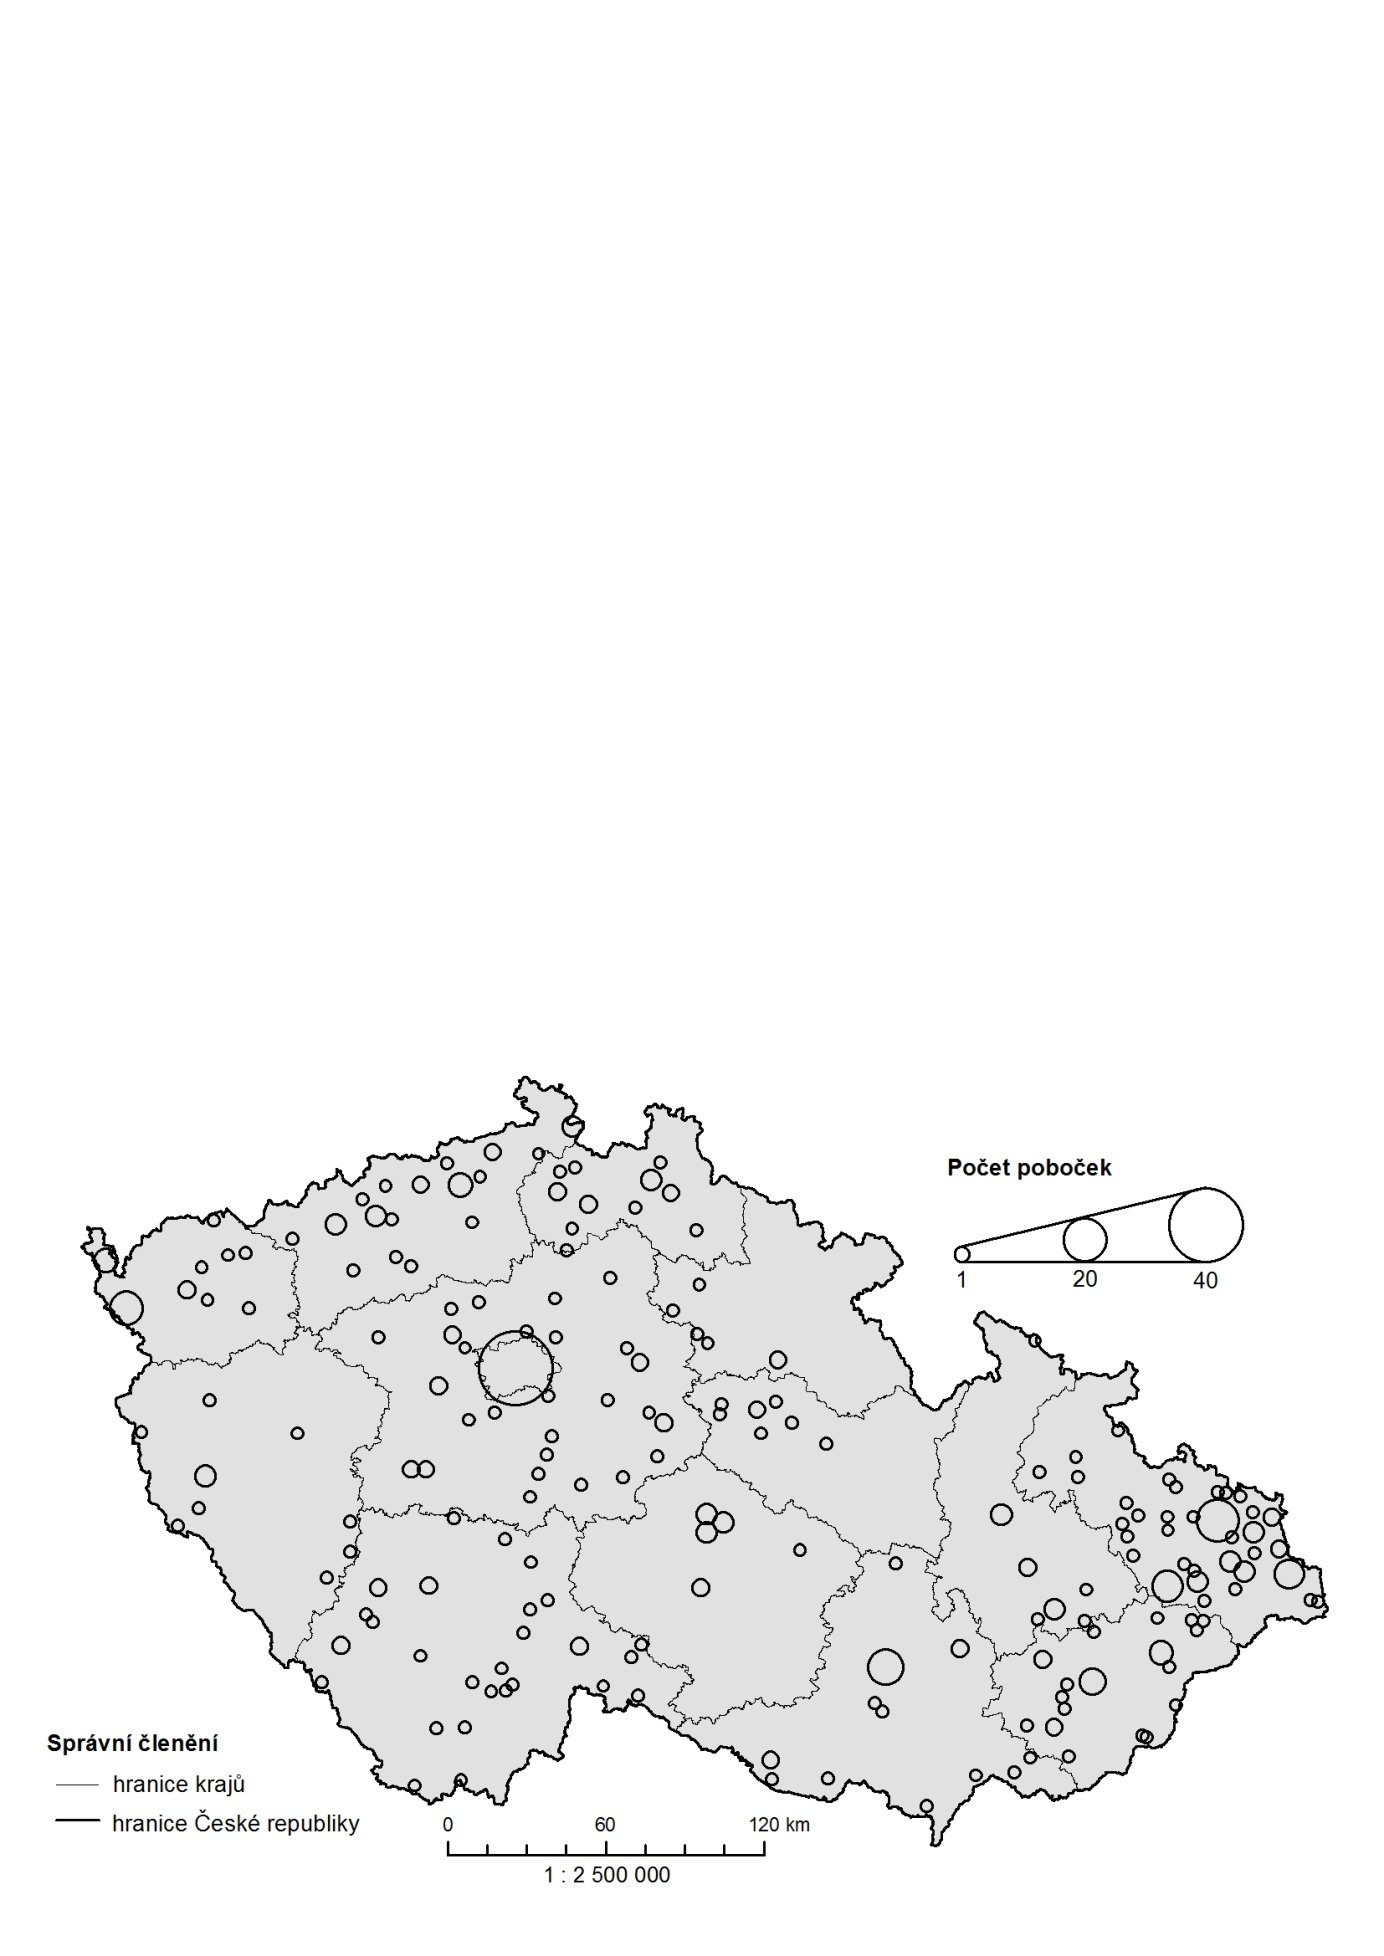 Počet poboček
1
20
40
Správní členění
hranice krajů
hranice České republiky
0
60
120 km
1 : 2 500 000